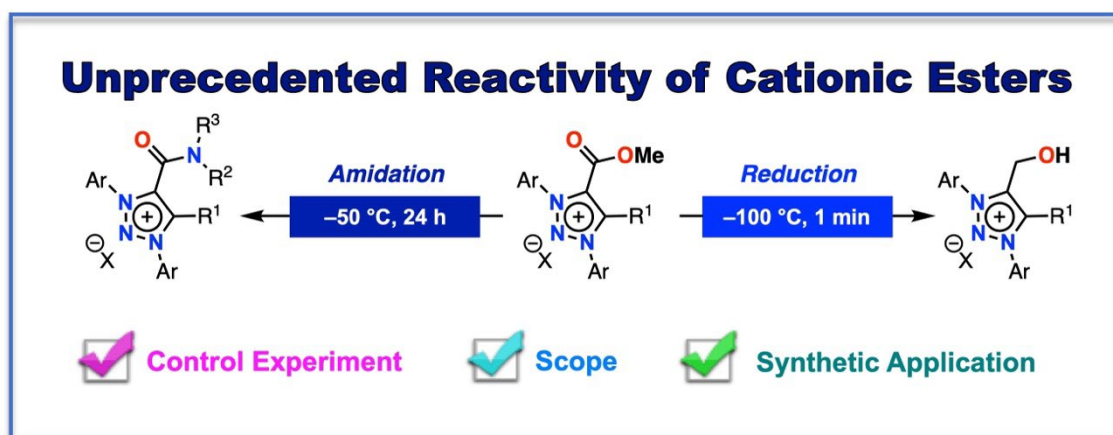 Unprecedented Reactivity of Cationic Esters
R³
O
N
R²
Ar
N
N
N
+
R¹
−
X
Ar
Amidation
–50 °C, 24 h
O
OMe
Ar
N
N
N
+
R¹
−
X
Ar
Reduction
–100 °C, 1 min
OH
Ar
N
N
N
+
R¹
−
X
Ar
Control Experiment
Scope
Synthetic Application